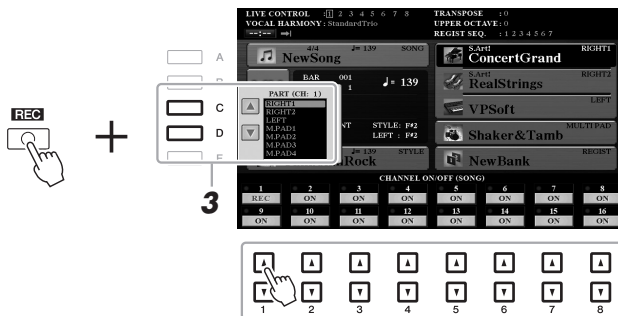 LIVE CONTROL :1 2 3 4 5 6 7 8
VOCAL HARMONY : StandardTrio
--:--
TRANSPOSE :0
UPPER OCTAVE:0
REGIST SEQ. :1 2 3 4 5 6 7
4/4 ♩= 139 SONG
NewSong
BAR 001
1
♩= 139
S.Art! RIGHT1
ConcertGrand
S.Art! RIGHT2
RealStrings
LEFT
VPSoft
MULTI PAD
Shaker&Tamb
REGIST
NewBank
STYLE: F#2
LEFT : F#2
♩= 139 STYLE
Rock
A
C
D
PART (CH: 1)
RIGHT1
RIGHT2
LEFT
M.PAD1
M.PAD2
M.PAD3
M.PAD4
REC
+
3
CHANNEL ON/OFF (SONG)
1 2 3 4 5 6 7 8
REC ON ON ON ON ON ON ON
9 10 11 12 13 14 15 16
ON ON ON ON ON ON ON ON
1 2 3 4 5 6 7 8